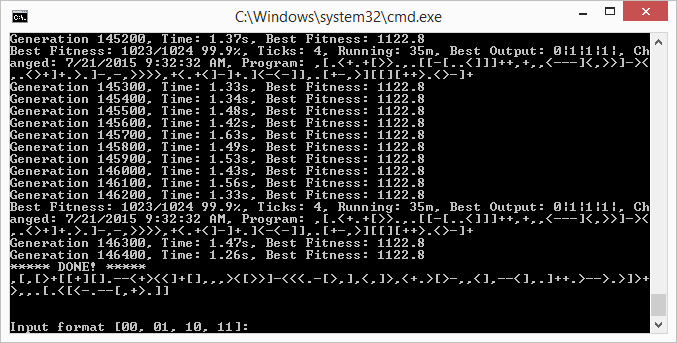 C:\Windows\system32\cmd.exe
Generation 145200, Time: 1.37s, Best Fitness: 1122.8
Best Fitness: 1023/1024 99.9%, Ticks: 4, Running: 35m, Best Output: 0¦1¦1¦1¦, Ch
anged: 7/21/2015 9:32:32 AM, Program: ,[.<+.+[>>.,.[[-[..<]]]++,+,,<---]<,>>]-><
,.<>+]+.>.]-,-,>>>>,+<.+<]-]+.]<-<-]],.[+-,>][[][++>.<>-]+
Generation 145300, Time: 1.33s, Best Fitness: 1122.8
Generation 145400, Time: 1.34s, Best Fitness: 1122.8
Generation 145500, Time: 1.48s, Best Fitness: 1122.8
Generation 145600, Time: 1.42s, Best Fitness: 1122.8
Generation 145700, Time: 1.63s, Best Fitness: 1122.8
Generation 145800, Time: 1.49s, Best Fitness: 1122.8
Generation 145900, Time: 1.53s, Best Fitness: 1122.8
Generation 146000, Time: 1.43s, Best Fitness: 1122.8
Generation 146100, Time: 1.56s, Best Fitness: 1122.8
Generation 146200, Time: 1.33s, Best Fitness: 1122.8
Best Fitness: 1023/1024 99.9%, Ticks: 4, Running: 35m, Best Output: 0¦1¦1¦1¦, Ch
anged: 7/21/2015 9:32:32 AM, Program: ,[.<+.+[>>.,.[[-[..<]]]++,+,,<---]<,>>]-><
,.<>+]+.>.]-,-,>>>>,+<.+<]-]+.]<-<-]],.[+-,>][[][++>.<>-]+
Generation 146300, Time: 1.47s, Best Fitness: 1122.8
Generation 146400, Time: 1.26s, Best Fitness: 1122.8
***** DONE! *****
,[,[>+[[+][].--<+><<]+[],,,><[>>]-<<<.-[>,],<,]>,<+.>[>-,,<],--<],.]++.>-->.>]]>+
>,,.[.<[<-.--[,+>.]]
Input format [00, 01, 10, 11]: